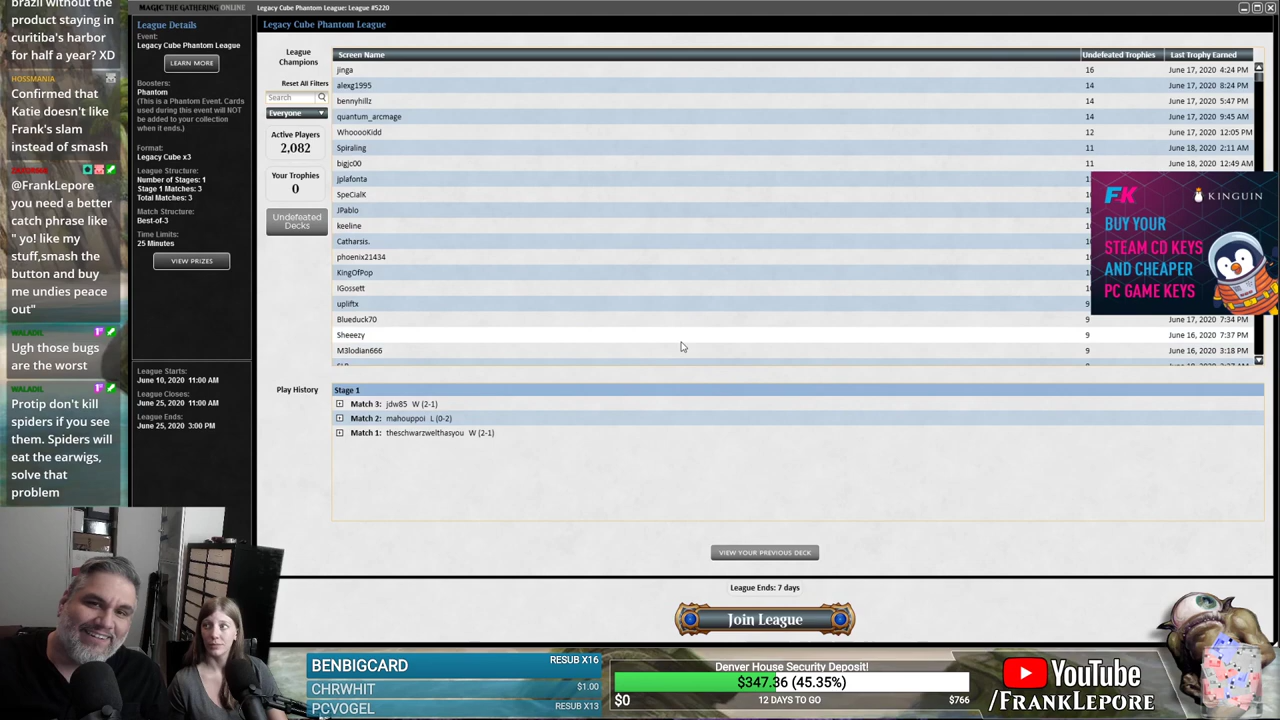 brazil without the
product staying in
curitiba's harbor
for half a year? XD
HOSSMANIA
Confirmed that
Katie doesn't like
Frank's slam
instead of smash
@FrankLepore
you need a better
catch phrase like
" yo! like my
stuff,smash the
button and buy
me undies peace
out"
WALADIL
Ugh those bugs
are the worst
WALADIL
Protip don't kill
spiders if you see
them. Spiders will
eat the earwigs,
solve that
problem
MAGIC THE GATHERING ONLINE
Legacy Cube Phantom League: League #5220
League Details
Event:
Legacy Cube Phantom League
LEARN MORE
Boosters:
Phantom
(This is a Phantom Event. Cards
used during this event will NOT
be added to your collection
when it ends.)
Format:
Legacy Cube x3
League Structure:
Number of Stages: 1
Stage 1 Matches: 3
Total Matches: 3
Match Structure:
Best-of-3
Time Limits:
25 Minutes
VIEW PRIZES
League Starts:
June 10, 2020 11:00 AM
League Closes:
June 25, 2020 11:00 AM
League Ends:
June 25, 2020 3:00 PM
Legacy Cube Phantom League
League
Champions
Reset All Filters
Search
Everyone
Active Players
2,082
Your Trophies
0
Undefeated
Decks
Screen Name Undefeated Trophies Last Trophy Earned
jinga 16 June 17, 2020 4:24 PM
alexg1995 14 June 17, 2020 8:24 PM
bennyhillz 14 June 17, 2020 5:47 PM
quantum_arcmage 14 June 17, 2020 9:45 AM
WhooooKidd 12 June 17, 2020 12:05 PM
Spiraling 11 June 18, 2020 2:11 AM
bigjc00 11 June 18, 2020 12:49 AM
jplafonta
SpeCialK
JPablo
keeline
Catharsis.
phoenix21434
KingOfPop
IGossett
upliftx 9
Blueduck70 9 June 17, 2020 7:34 PM
Sheeezy 9 June 16, 2020 7:37 PM
M3lodian666 9 June 16, 2020 3:18 PM
FK
KINGUIN
BUY YOUR
STEAM CD KEYS
AND CHEAPER
PC GAME KEYS
Play History
Stage 1
Match 3: jdw85 W (2-1)
Match 2: mahouppoi L (0-2)
Match 1: theschwarzwelthasyou W (2-1)
VIEW YOUR PREVIOUS DECK
League Ends: 7 days
Join League
BENBIGCARD RESUB X16
CHRWHIT $1.00
PCVOGEL RESUB X13
Denver House Security Deposit!
$347.36 (45.35%)
$0 12 DAYS TO GO $766
YouTube
/FRANKLEPORE